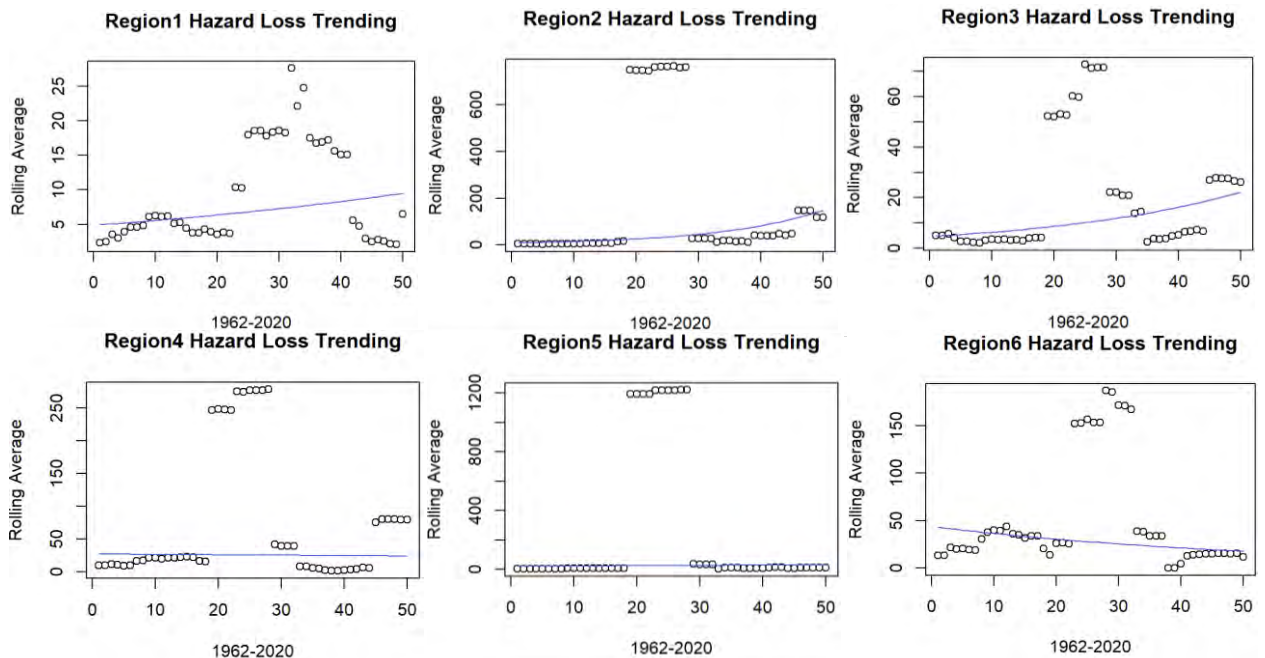 Region1 Hazard Loss Trending
Rolling Average
5 10 15 20 25
0 10 20 30 40 50
1962-2020
Region2 Hazard Loss Trending
Rolling Average
0 200 400 600
0 10 20 30 40 50
1962-2020
Region3 Hazard Loss Trending
Rolling Average
0 20 40 60
0 10 20 30 40 50
1962-2020
Region4 Hazard Loss Trending
Rolling Average
0 50 150 250
0 10 20 30 40 50
1962-2020
Region5 Hazard Loss Trending
Rolling Average
0 400 800 1200
0 10 20 30 40 50
1962-2020
Region6 Hazard Loss Trending
Rolling Average
0 50 100 150
0 10 20 30 40 50
1962-2020